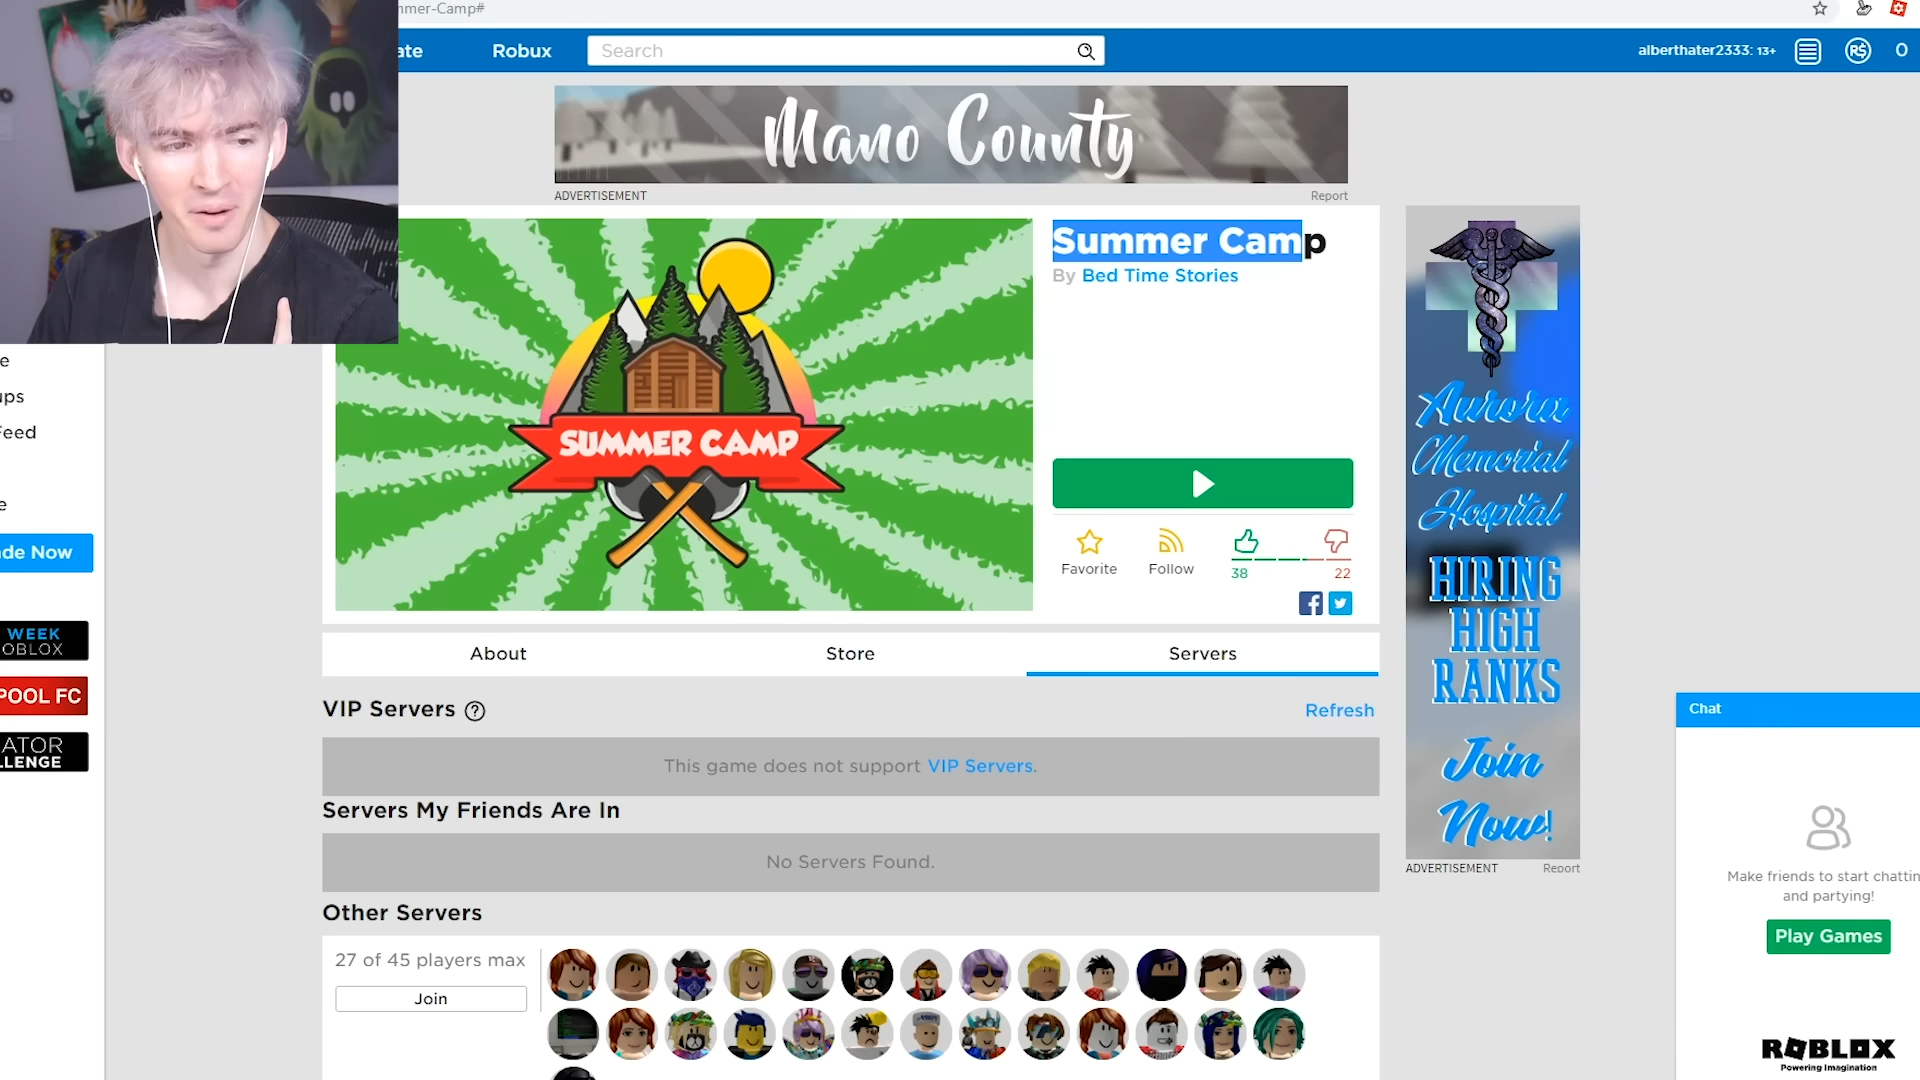 mmer-Camp#
ate
Robux
Search
alberthater2333: 13+
R$
0
Mano County
ADVERTISEMENT
Report
SUMMER CAMP
Summer Camp
By Bed Time Stories
Favorite
Follow
38
22
Aurora
Memorial
Hospital
HIRING
HIGH
RANKS
Join
Now!
ADVERTISEMENT
Report
e
ups
Feed
e
de Now
WEEK
OBLOX
POOL FC
ATOR
LLENGE
About
Store
Servers
VIP Servers ?
Refresh
This game does not support VIP Servers.
Servers My Friends Are In
No Servers Found.
Other Servers
27 of 45 players max
Join
Chat
Make friends to start chattin
and partying!
Play Games
ROBLOX
Powering Imagination